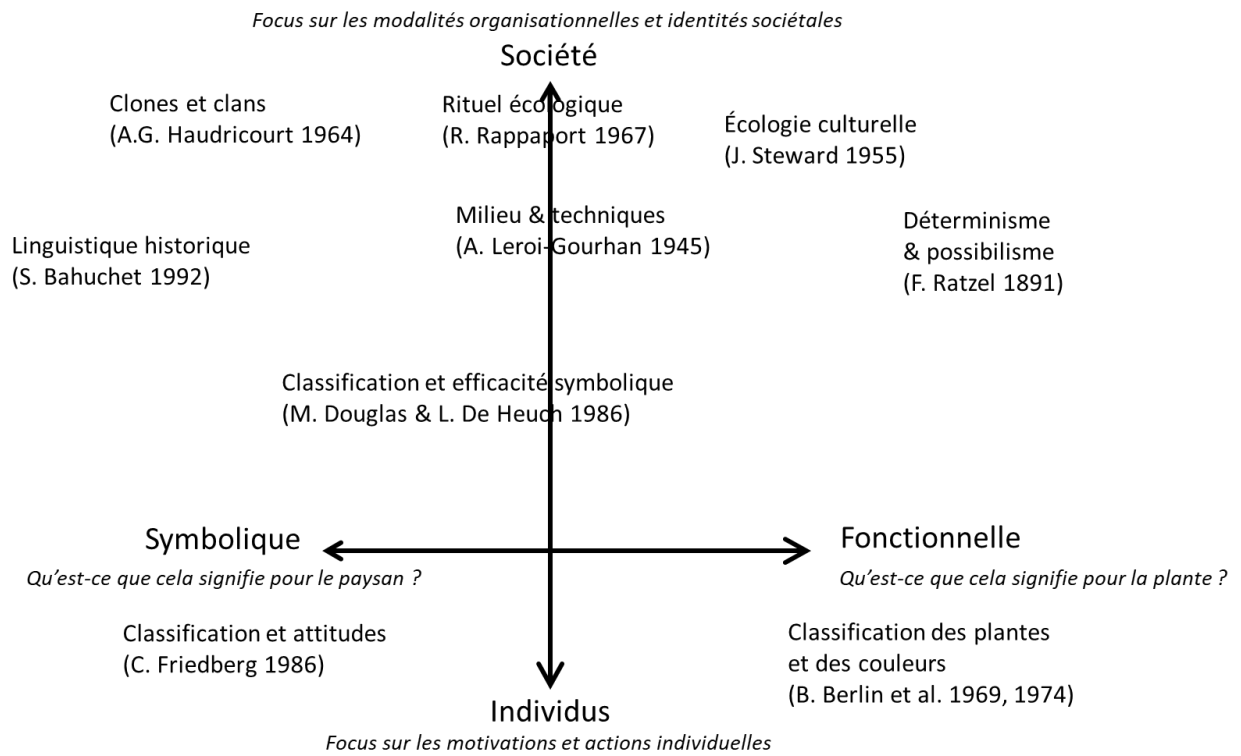 Focus sur les modalités organisationnelles et identités sociétales
Société
Clones et clans
(A.G. Haudricourt 1964)
Rituel écologique
(R. Rappaport 1967)
Écologie culturelle
(J. Steward 1955)
Milieu & techniques
(A. Leroi-Gourhan 1945)
Déterminisme
& possibilisme
(F. Ratzel 1891)
Linguistique historique
(S. Bahuchet 1992)
Classification et efficacité symbolique
(M. Douglas & L. De Heuch 1986)
Symbolique
Qu'est-ce que cela signifie pour le paysan ?
Fonctionnelle
Qu'est-ce que cela signifie pour la plante ?
Classification et attitudes
(C. Friedberg 1986)
Classification des plantes
et des couleurs
(B. Berlin et al. 1969, 1974)
Individus
Focus sur les motivations et actions individuelles